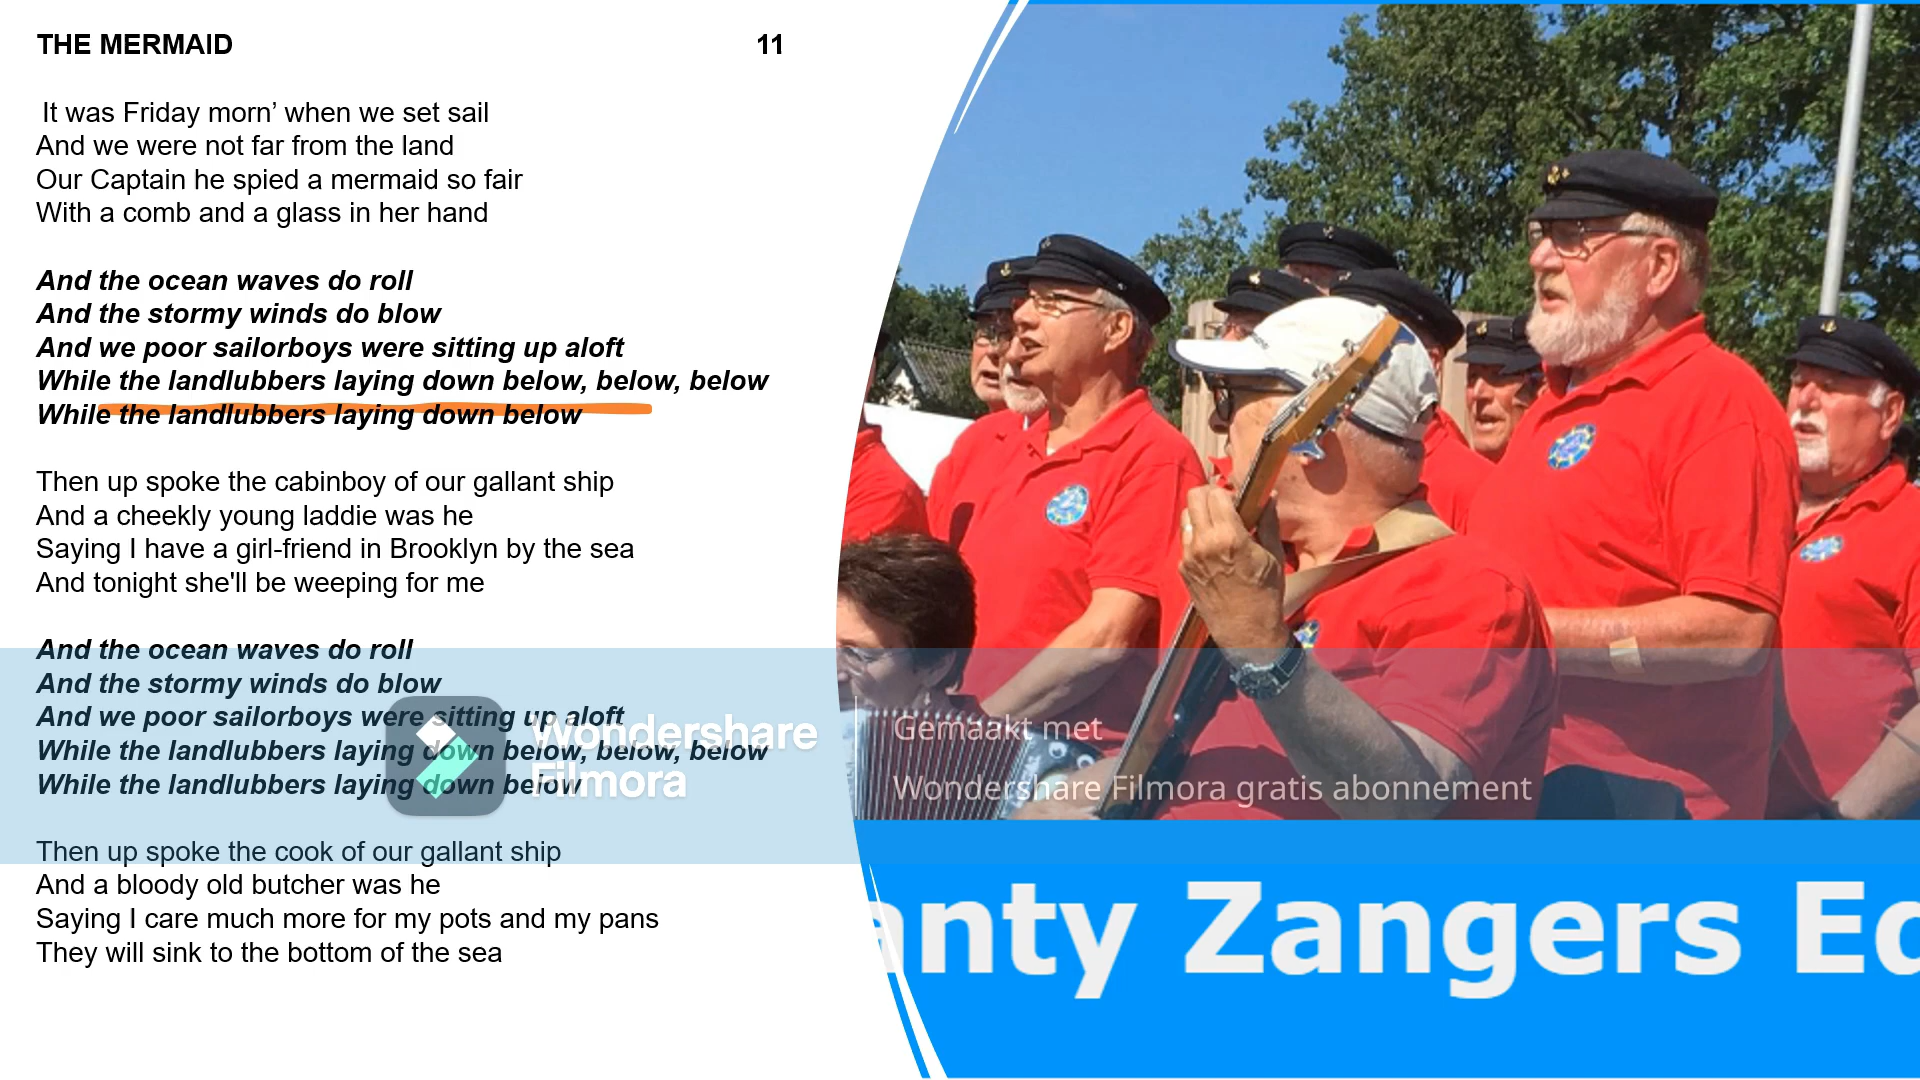 THE MERMAID 11
It was Friday morn’ when we set sail
And we were not far from the land
Our Captain he spied a mermaid so fair
With a comb and a glass in her hand
And the ocean waves do roll
And the stormy winds do blow
And we poor sailorboys were sitting up aloft
While the landlubbers laying down below, below, below
While the landlubbers laying down below
Then up spoke the cabinboy of our gallant ship
And a cheekly young laddie was he
Saying I have a girl-friend in Brooklyn by the sea
And tonight she'll be weeping for me
And the ocean waves do roll
And the stormy winds do blow
And we poor sailorboys were sitting up aloft
While the landlubbers laying down below, below, below
While the landlubbers laying down below
Then up spoke the cook of our gallant ship
And a bloody old butcher was he
Saying I care much more for my pots and my pans
They will sink to the bottom of the sea
Wondershare
Filmora
Gemaakt met
Wondershare Filmora gratis abonnement
anty Zangers Ed